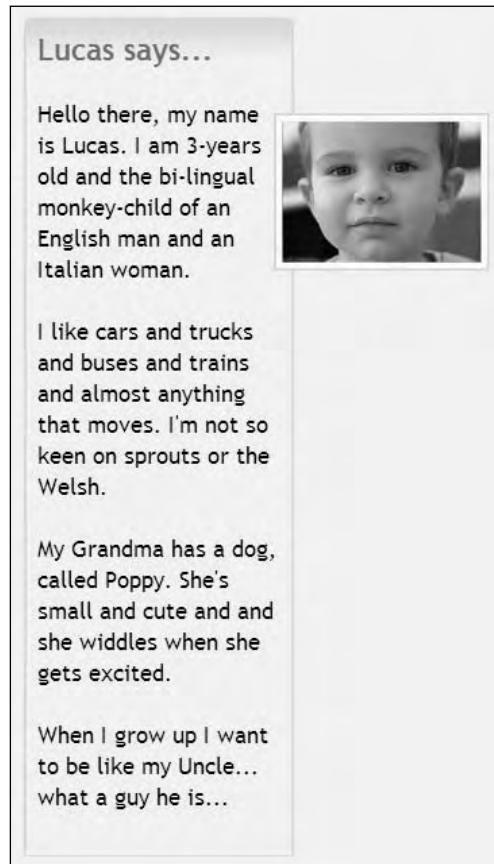 Lucas says...
Hello there, my name
is Lucas. I am 3-years
old and the bi-lingual
monkey-child of an
English man and an
Italian woman.
I like cars and trucks
and buses and trains
and almost anything
that moves. I'm not so
keen on sprouts or the
Welsh.
My Grandma has a dog,
called Poppy. She's
small and cute and and
she widdles when she
gets excited.
When I grow up I want
to be like my Uncle...
what a guy he is...